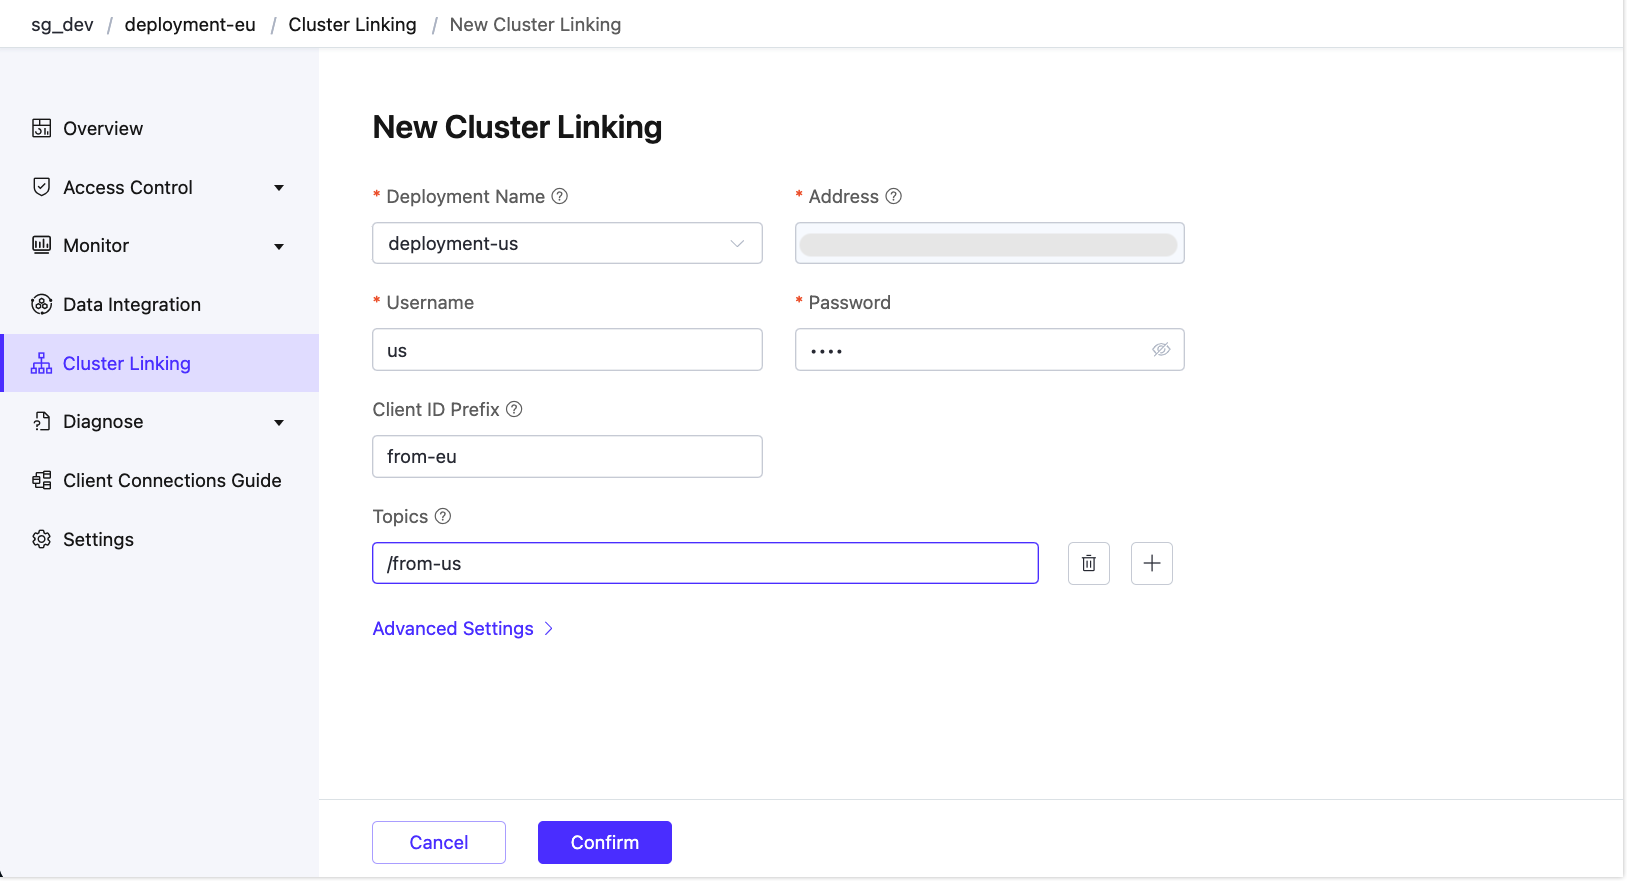 sg_dev / deployment-eu / Cluster Linking / New Cluster Linking
Overview
Access Control
Monitor
Data Integration
Cluster Linking
Diagnose
Client Connections Guide
Settings
New Cluster Linking
* Deployment Name
* Address
deployment-us
* Username
* Password
us
••••
Client ID Prefix
from-eu
Topics
/from-us
Advanced Settings
Cancel
Confirm